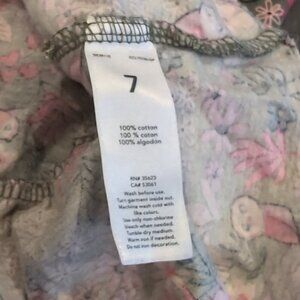 7
100% cotton
100 % coton
100% algodón
RN# 35623
CA# 53061
Wash before use.
Turn garment inside out.
Machine wash cold with
like colors.
Use only non-chlorine
bleach when needed.
Tumble dry medium.
Warm iron if needed.
Do not iron decoration.